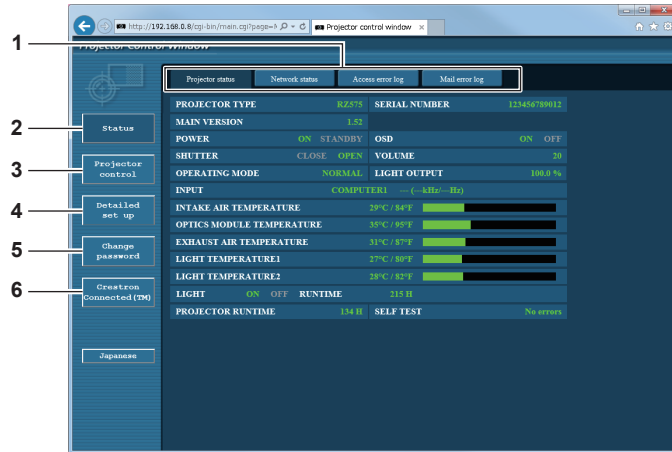 http://192.168.0.8/cgi-bin/main.cgi?page=
Projector control window
Projector Control Window
1
Projector status Network status Access error log Mail error log
PROJECTOR TYPE RZ575 SERIAL NUMBER 123456789012
MAIN VERSION 1.52
2 Status
POWER ON STANDBY OSD ON OFF
SHUTTER CLOSE OPEN VOLUME 20
3 Projector control
OPERATING MODE NORMAL LIGHT OUTPUT 100.0 %
INPUT COMPUTER1 --- (---kHz/---Hz)
4 Detailed set up
INTAKE AIR TEMPERATURE 29°C / 84°F
OPTICS MODULE TEMPERATURE 35°C / 95°F
5 Change password
EXHAUST AIR TEMPERATURE 31°C / 87°F
LIGHT TEMPERATURE1 27°C / 80°F
LIGHT TEMPERATURE2 28°C / 82°F
6 Crestron Connected(TM)
LIGHT ON OFF RUNTIME 215 H
PROJECTOR RUNTIME 134 H SELF TEST No errors
Japanese